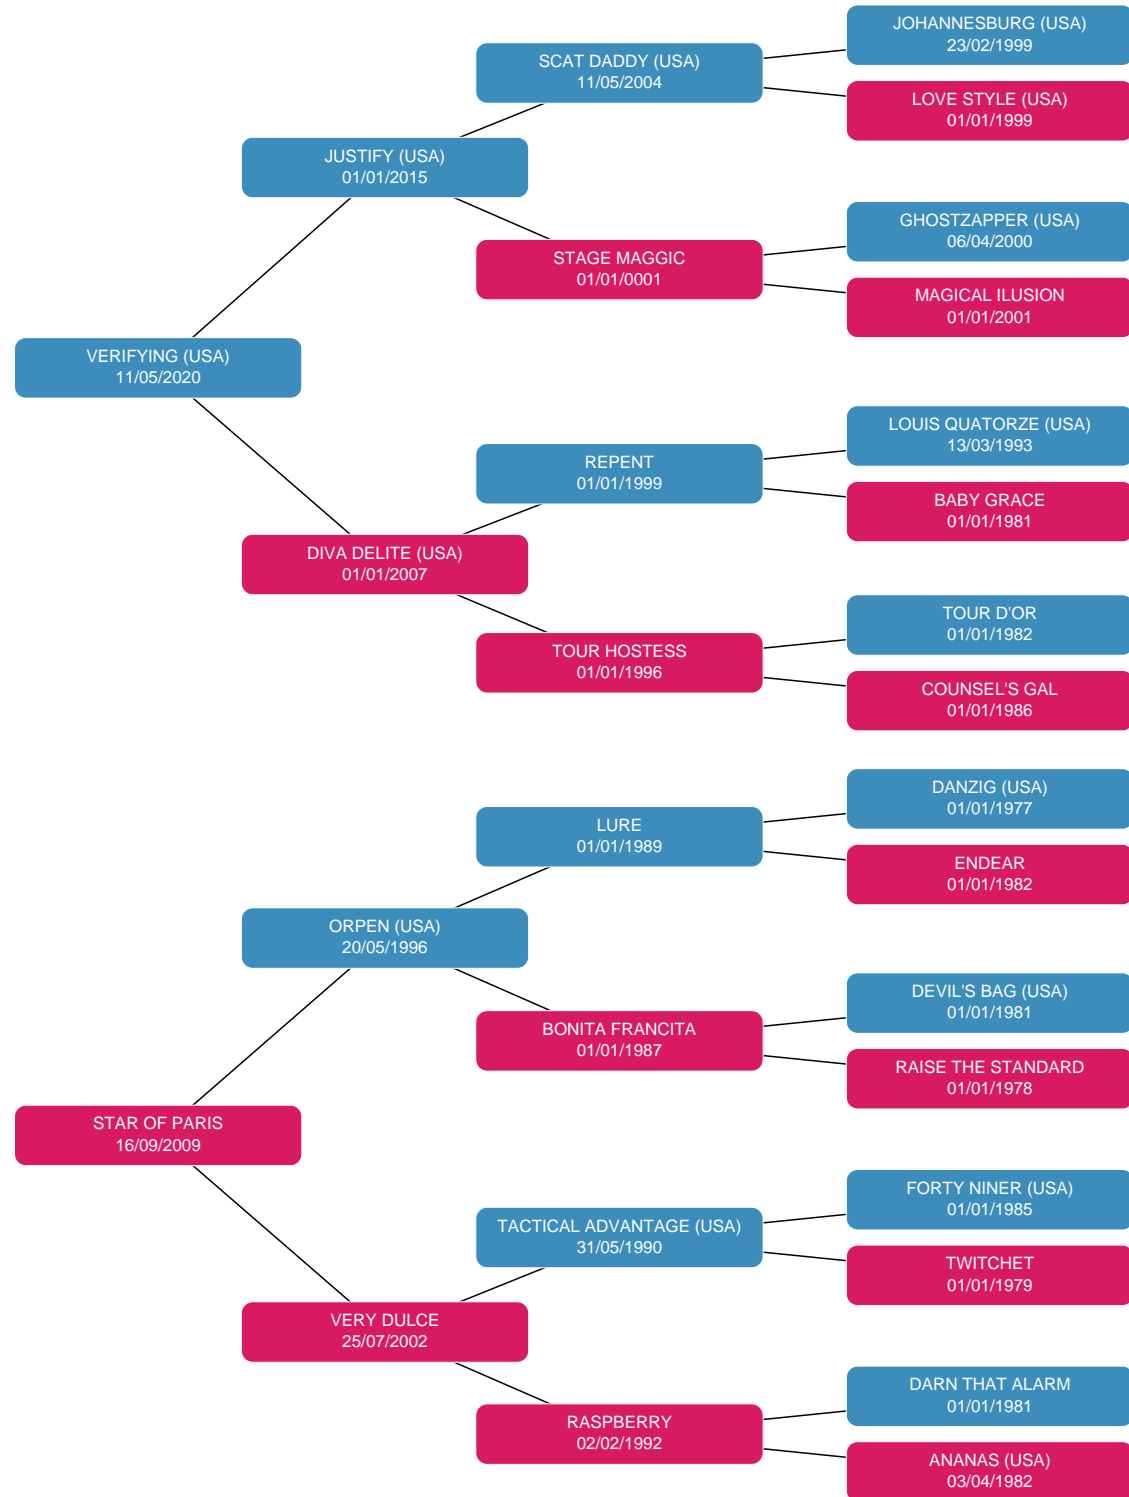 JOHANNESBURG (USA)
23/02/1999
SCAT DADDY (USA)
11/05/2004
LOVE STYLE (USA)
01/01/1999
JUSTIFY (USA)
01/01/2015
GHOSTZAPPER (USA)
06/04/2000
STAGE MAGGIC
01/01/0001
MAGICAL ILUSION
01/01/2001
VERIFYING (USA)
11/05/2020
LOUIS QUATORZE (USA)
13/03/1993
REPENT
01/01/1999
BABY GRACE
01/01/1981
DIVA DELITE (USA)
01/01/2007
TOUR D'OR
01/01/1982
TOUR HOSTESS
01/01/1996
COUNSEL'S GAL
01/01/1986
DANZIG (USA)
01/01/1977
LURE
01/01/1989
ENDEAR
01/01/1982
ORPEN (USA)
20/05/1996
DEVIL'S BAG (USA)
01/01/1981
BONITA FRANCITA
01/01/1987
RAISE THE STANDARD
01/01/1978
STAR OF PARIS
16/09/2009
FORTY NINER (USA)
01/01/1985
TACTICAL ADVANTAGE (USA)
31/05/1990
TWITCHET
01/01/1979
VERY DULCE
25/07/2002
DARN THAT ALARM
01/01/1981
RASPBERRY
02/02/1992
ANANAS (USA)
03/04/1982